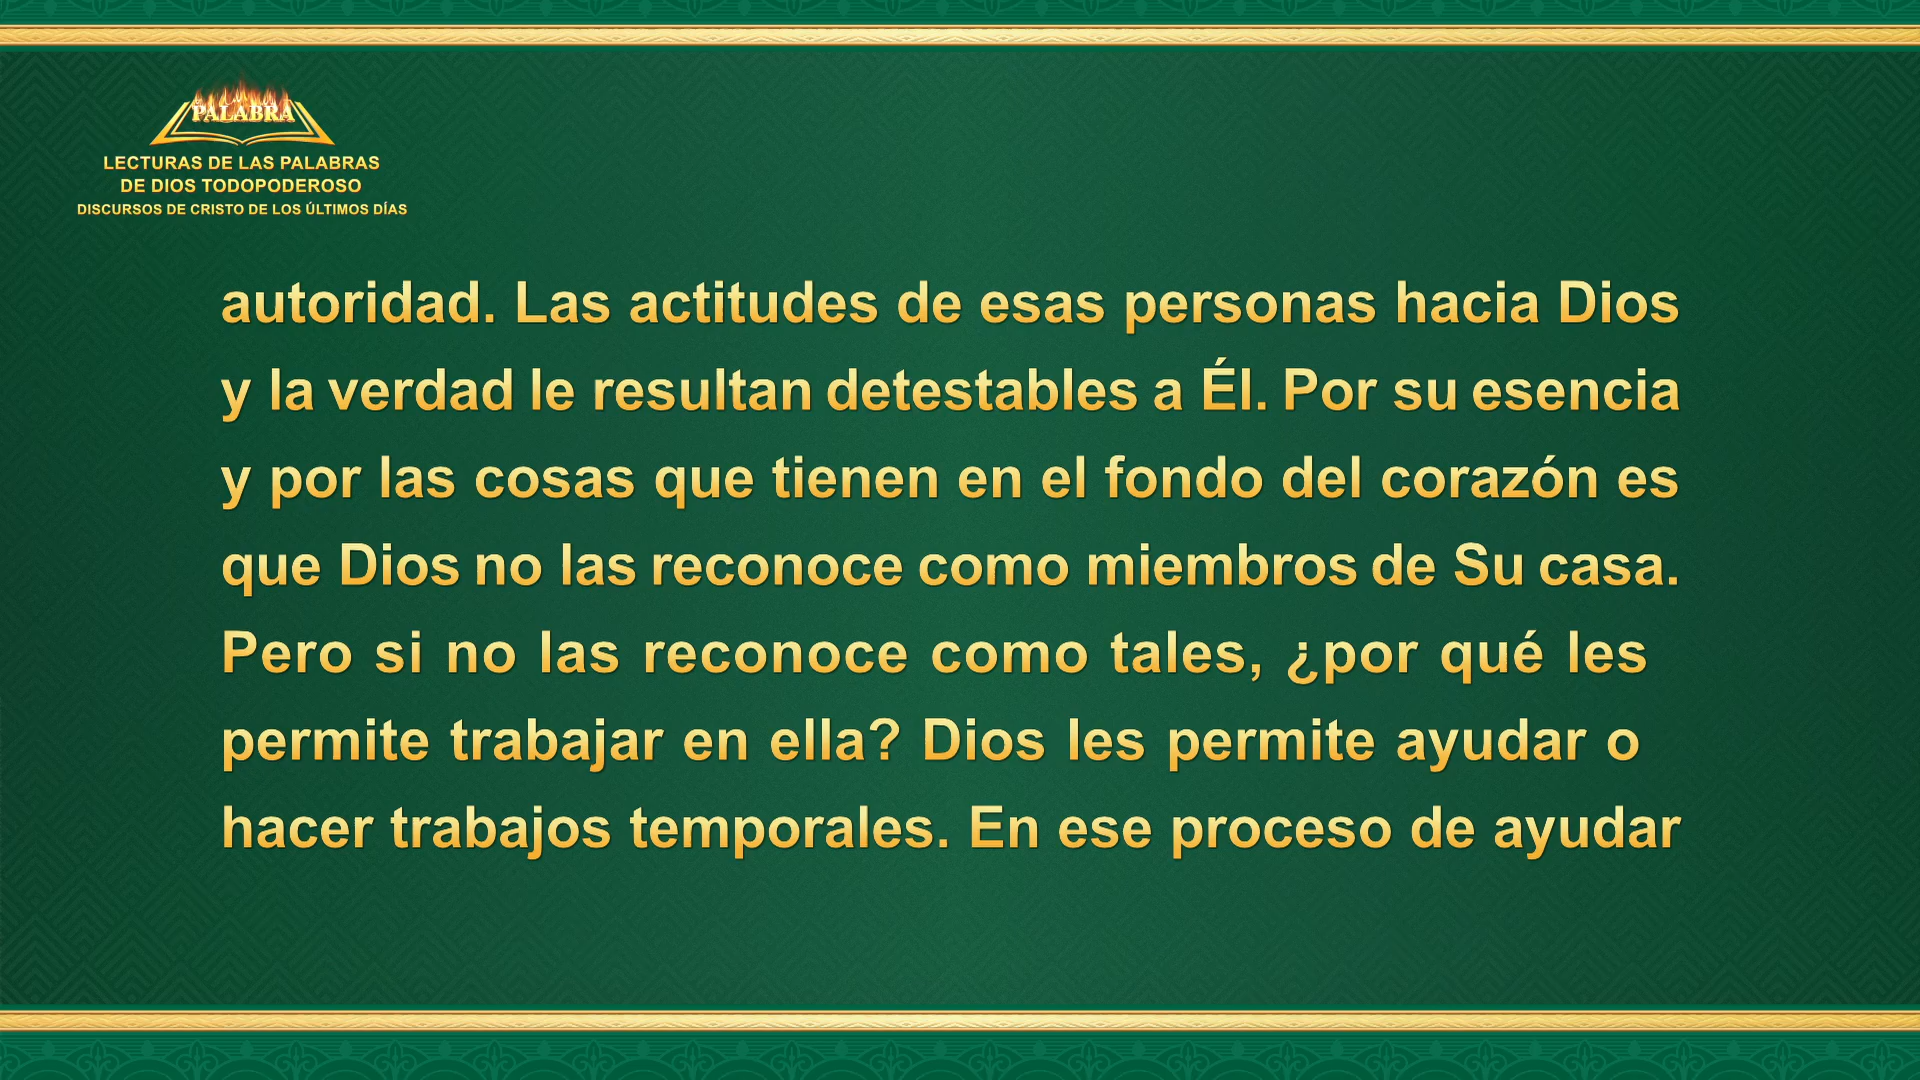 PALABRA
LECTURAS DE LAS PALABRAS
DE DIOS TODOPODEROSO
DISCURSOS DE CRISTO DE LOS ÚLTIMOS DÍAS
autoridad. Las actitudes de esas personas hacia Dios
y la verdad le resultan detestables a Él. Por su esencia
y por las cosas que tienen en el fondo del corazón es
que Dios no las reconoce como miembros de Su casa.
Pero si no las reconoce como tales, ¿por qué les
permite trabajar en ella? Dios les permite ayudar o
hacer trabajos temporales. En ese proceso de ayudar